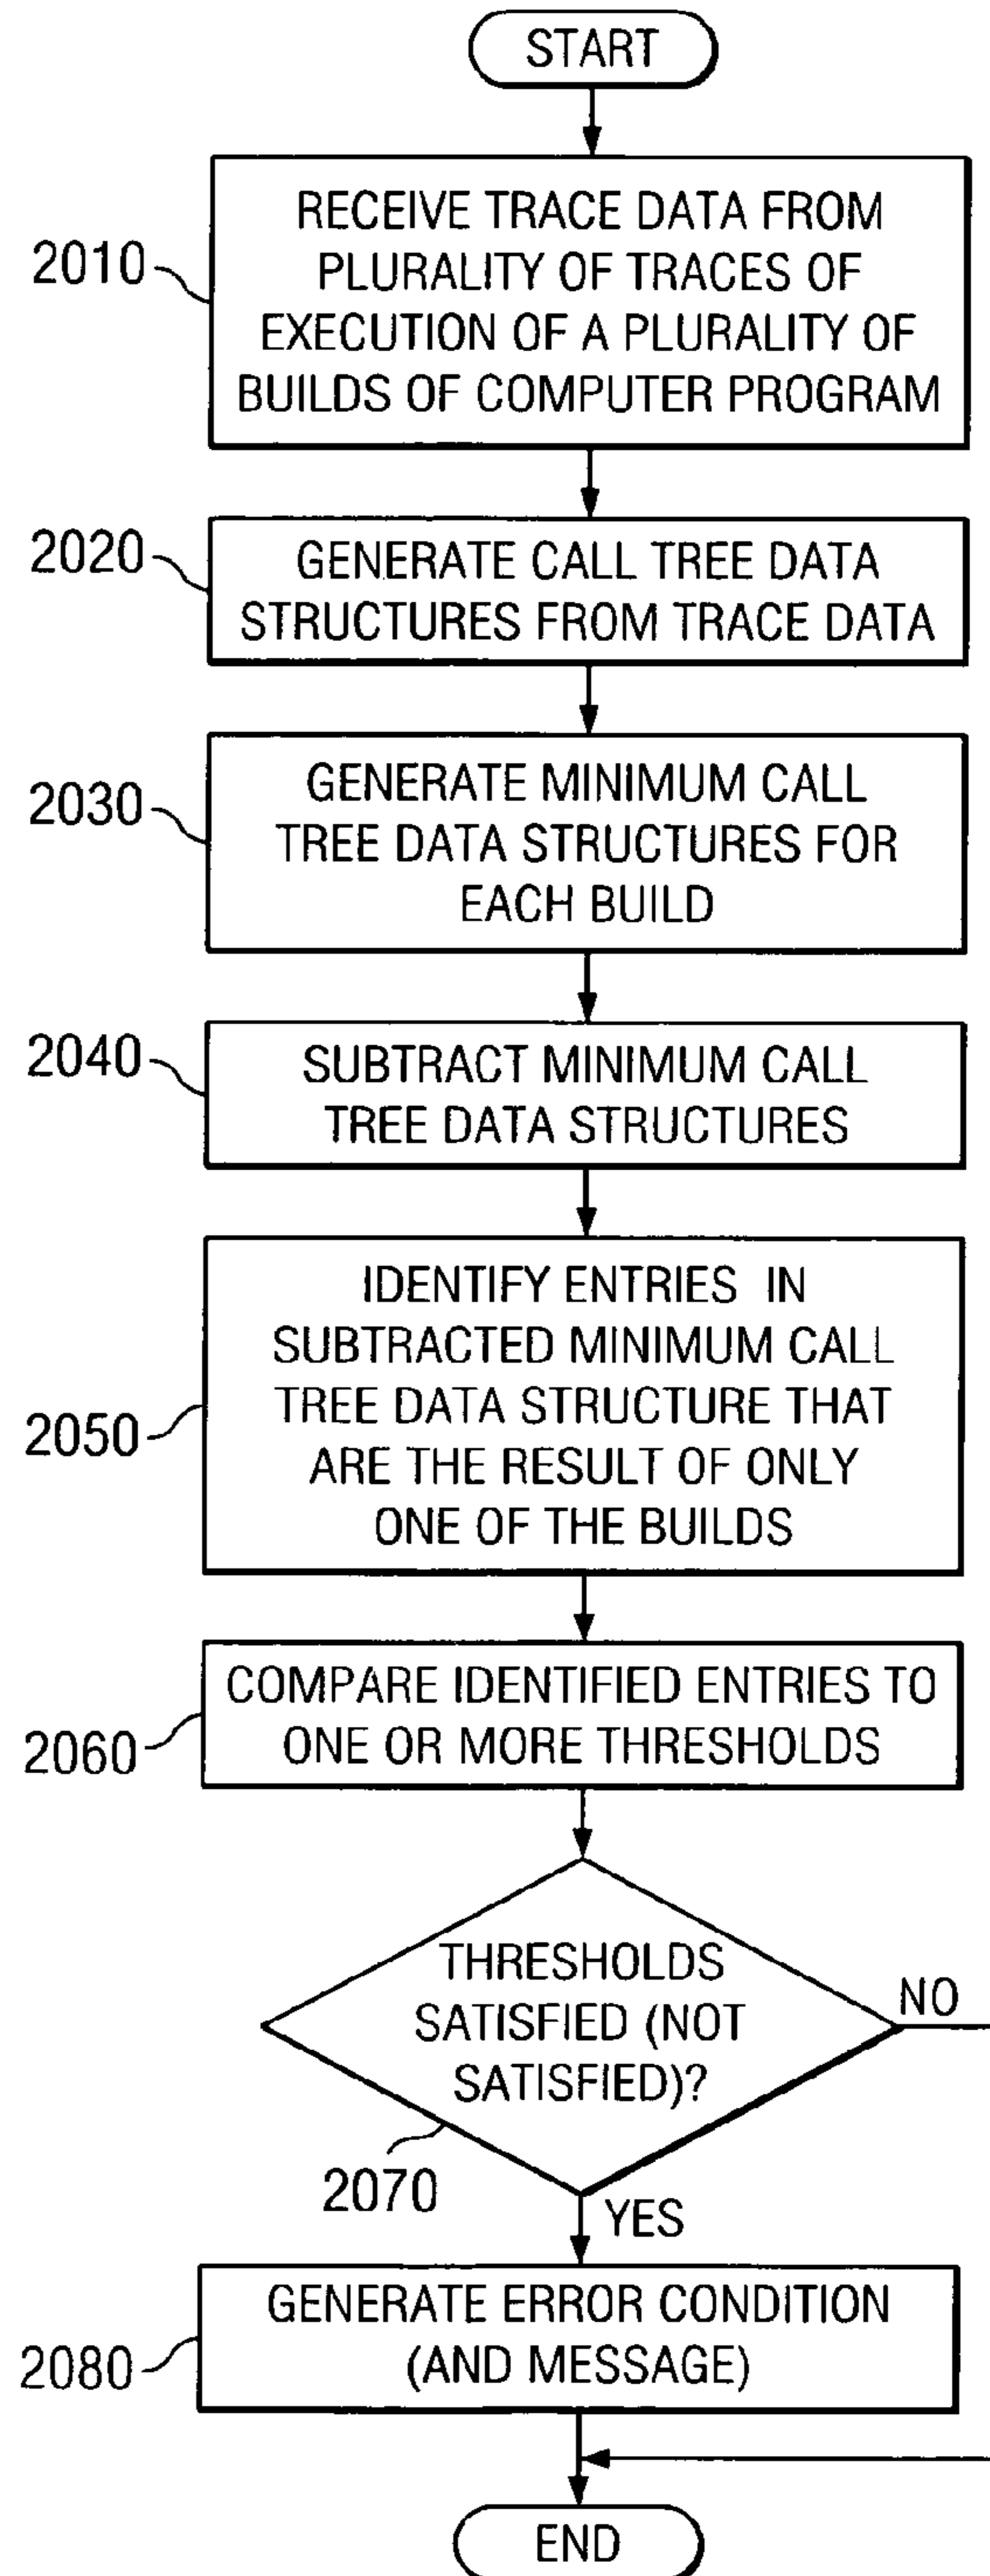 START
2010
RECEIVE TRACE DATA FROM
PLURALITY OF TRACES OF
EXECUTION OF A PLURALITY OF
BUILDS OF COMPUTER PROGRAM
2020
GENERATE CALL TREE DATA
STRUCTURES FROM TRACE DATA
2030
GENERATE MINIMUM CALL
TREE DATA STRUCTURES FOR
EACH BUILD
2040
SUBTRACT MINIMUM CALL
TREE DATA STRUCTURES
2050
IDENTIFY ENTRIES IN
SUBTRACTED MINIMUM CALL
TREE DATA STRUCTURE THAT
ARE THE RESULT OF ONLY
ONE OF THE BUILDS
2060
COMPARE IDENTIFIED ENTRIES TO
ONE OR MORE THRESHOLDS
THRESHOLDS
SATISFIED (NOT
SATISFIED)?
NO
2070
YES
2080
GENERATE ERROR CONDITION
(AND MESSAGE)
END